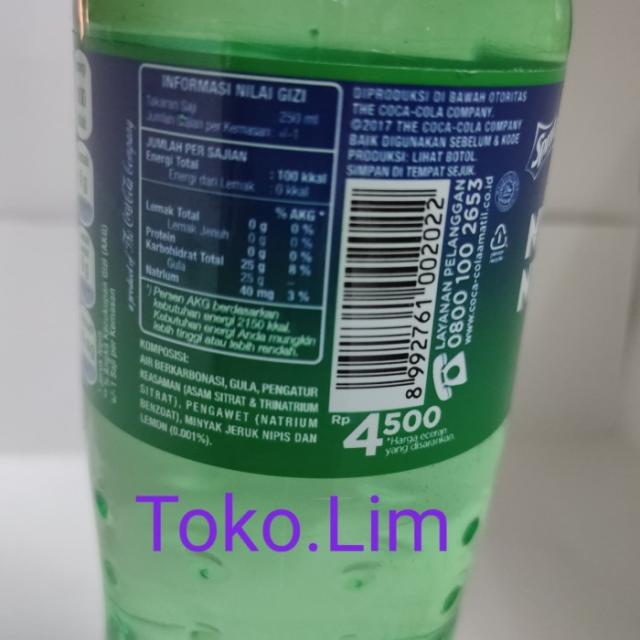 INFORMASI NILAI GIZI
Takaran Saji : 250 ml
Jumlah Sajian per Kemasan : +/-1
JUMLAH PER SAJIAN
Energi Total : 100 kkal
Energi dari Lemak : 0 kkal
% AKG *
Lemak Total 0 g 0 %
Lemak Jenuh 0 g 0 %
Protein 0 g 0 %
Karbohidrat Total 25 g 8 %
Gula
Natrium 40 mg 3 %
*) Persen AKG berdasarkan
kebutuhan energi 2150 kkal.
Kebutuhan energi Anda mungkin
lebih tinggi atau lebih rendah.
KOMPOSISI:
AIR BERKARBONASI, GULA, PENGATUR
KEASAMAN (ASAM SITRAT & TRINATRIUM
SITRAT), PENGAWET (NATRIUM
BENZOAT), MINYAK JERUK NIPIS DAN
LEMON (0.001%).
DIPRODUKSI DI BAWAH OTORITAS
THE COCA-COLA COMPANY.
©2017 THE COCA-COLA COMPANY
BAIK DIGUNAKAN SEBELUM & KODE
PRODUKSI: LIHAT BOTOL.
SIMPAN DI TEMPAT SEJUK.
8 992761 002022
LAYANAN PELANGGAN
0800 100 2653
www.coca-colaamatil.co.id
Rp 4500
*Harga eceran
yang disarankan.
Toko.Lim